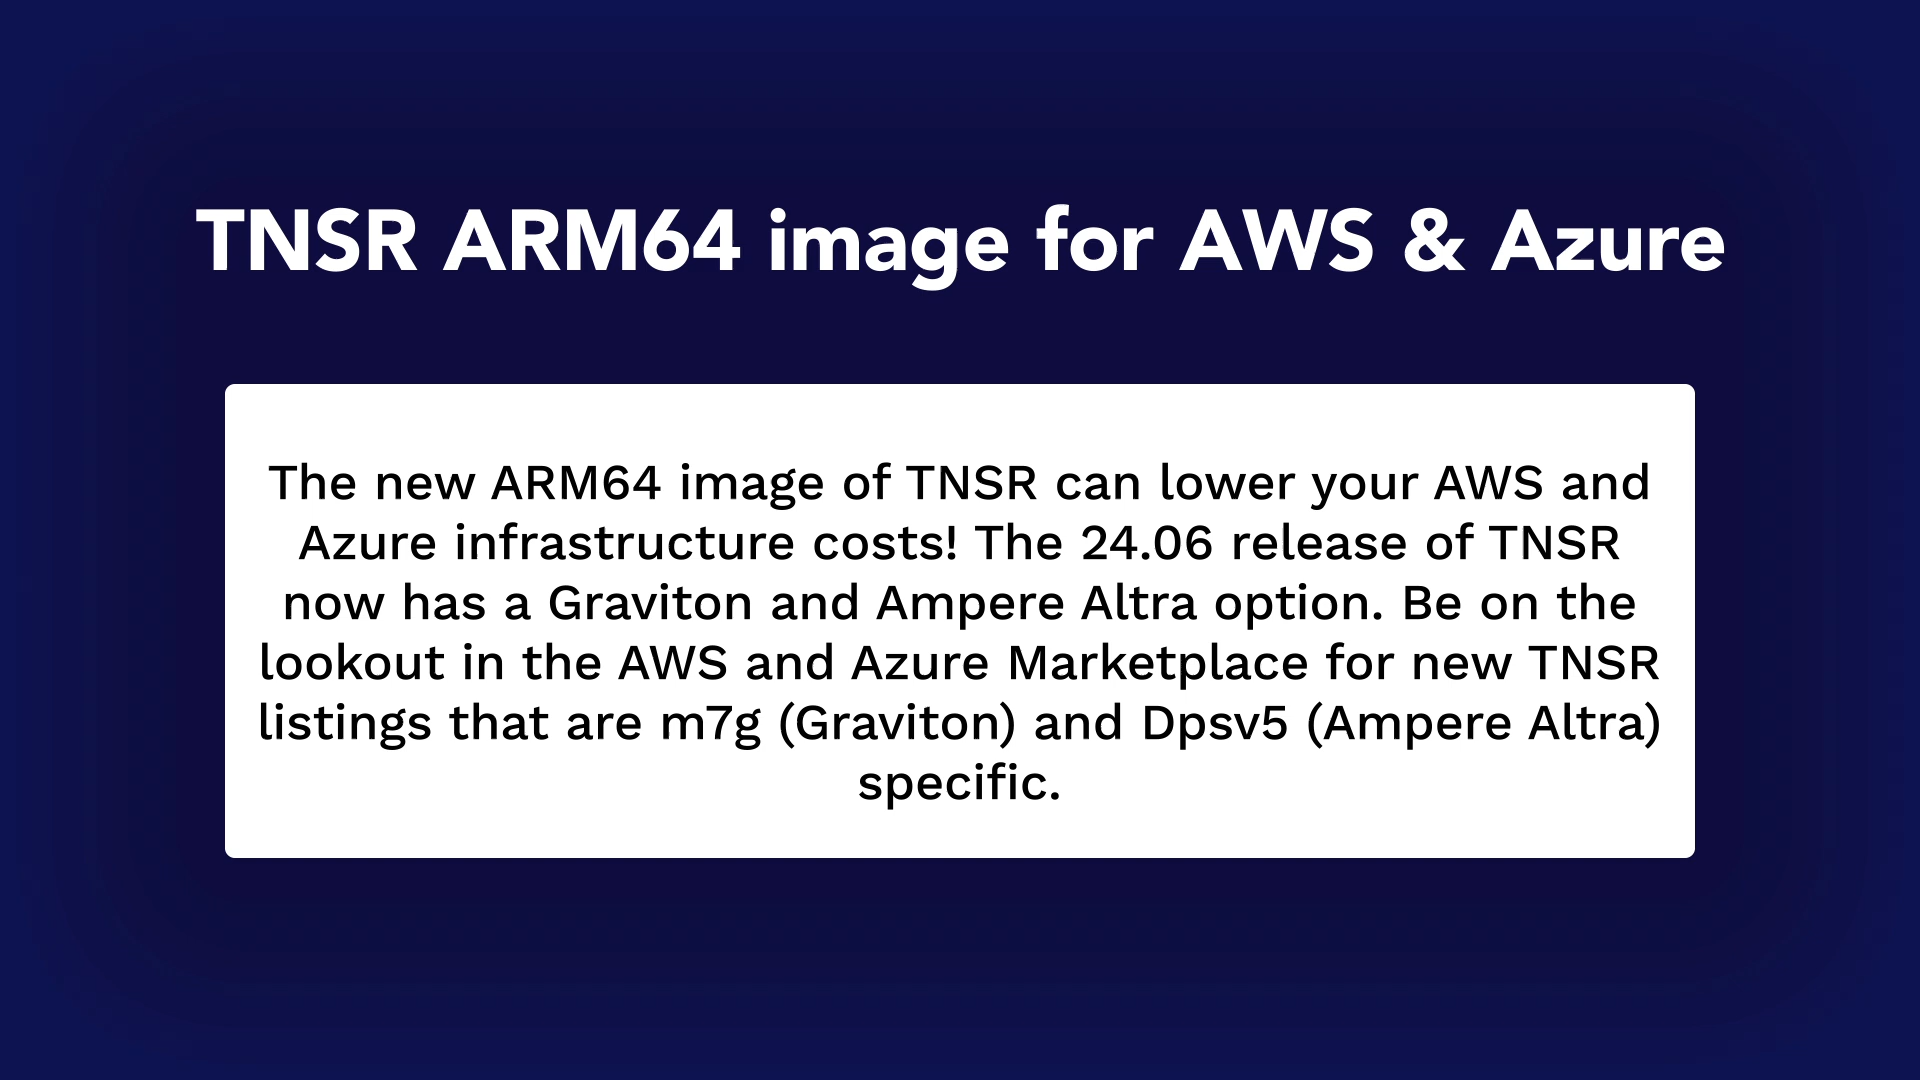 TNSR ARM64 image for AWS & Azure
The new ARM64 image of TNSR can lower your AWS and
Azure infrastructure costs! The 24.06 release of TNSR
now has a Graviton and Ampere Altra option. Be on the
lookout in the AWS and Azure Marketplace for new TNSR
listings that are m7g (Graviton) and Dpsv5 (Ampere Altra)
specific.